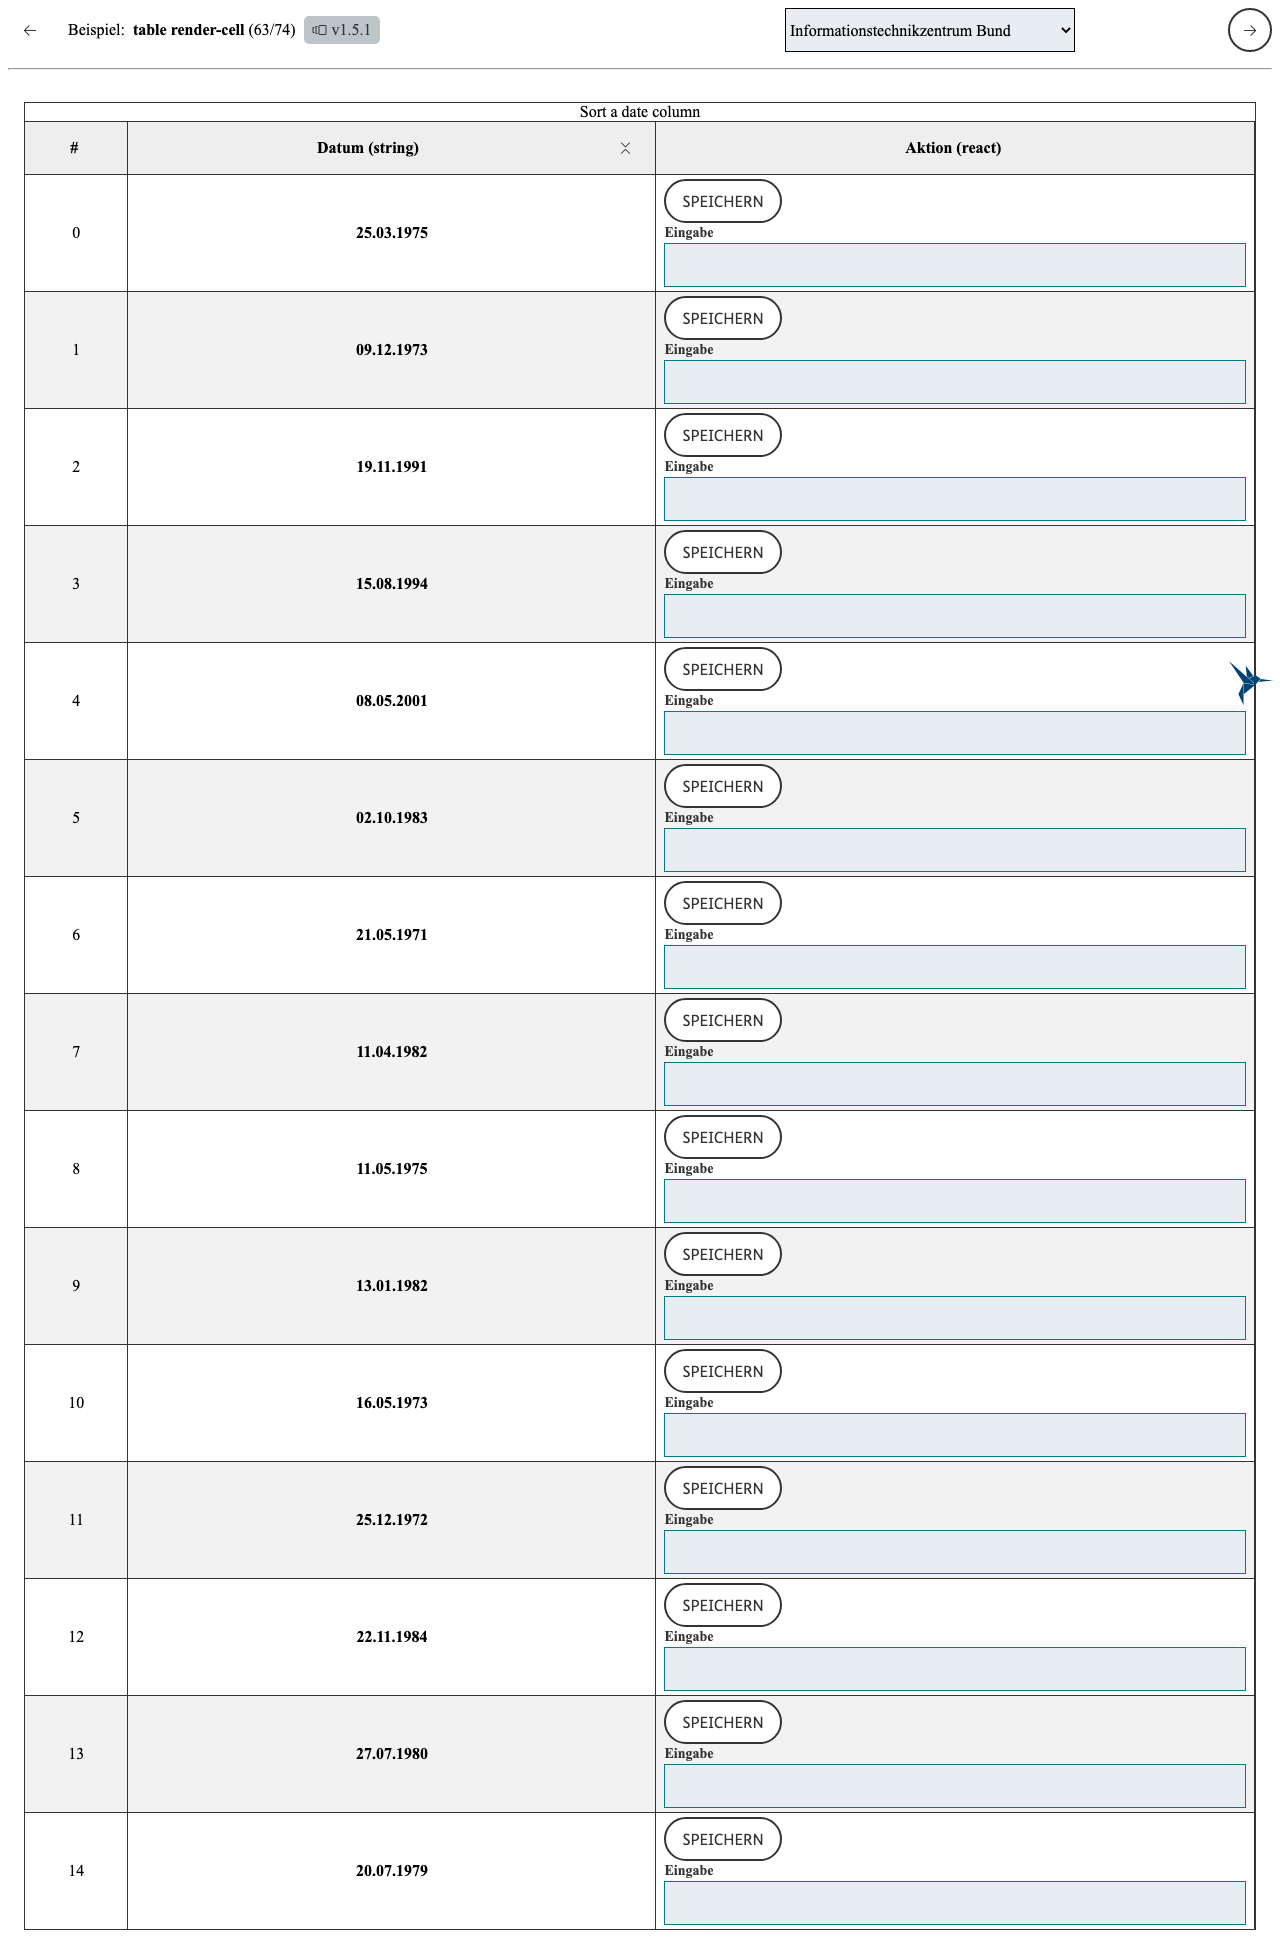 Beispiel: table render-cell (63/74) v1.5.1 Informationstechnikzentrum Bund
Sort a date column
# Datum (string) Aktion (react)
SPEICHERN
0 25.03.1975 Eingabe
SPEICHERN
1 09.12.1973 Eingabe
SPEICHERN
2 19.11.1991 Eingabe
SPEICHERN
3 15.08.1994 Eingabe
SPEICHERN
4 08.05.2001 Eingabe
SPEICHERN
5 02.10.1983 Eingabe
SPEICHERN
6 21.05.1971 Eingabe
SPEICHERN
7 11.04.1982 Eingabe
SPEICHERN
8 11.05.1975 Eingabe
SPEICHERN
9 13.01.1982 Eingabe
SPEICHERN
10 16.05.1973 Eingabe
SPEICHERN
11 25.12.1972 Eingabe
SPEICHERN
12 22.11.1984 Eingabe
SPEICHERN
13 27.07.1980 Eingabe
SPEICHERN
14 20.07.1979 Eingabe